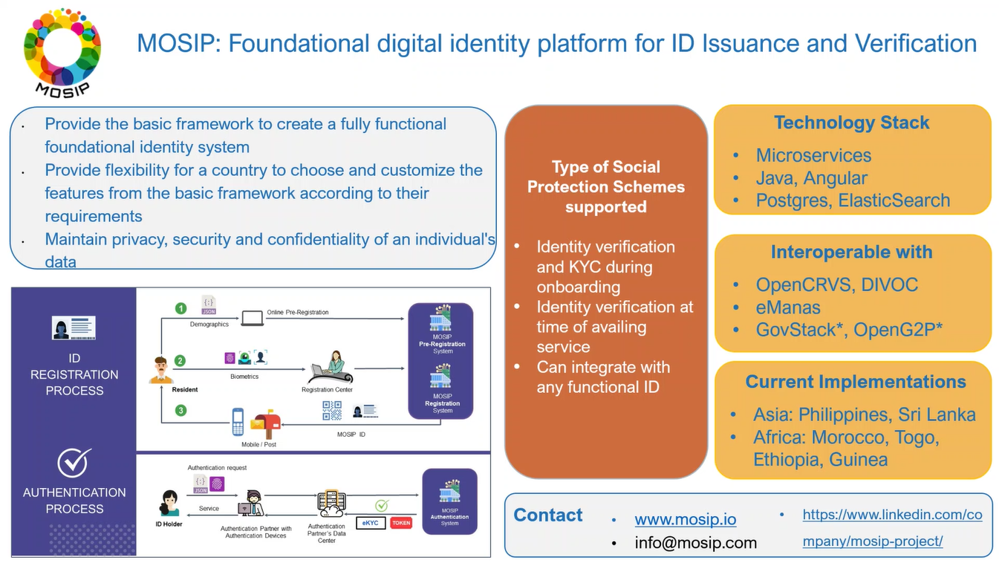 MOSIP
MOSIP: Foundational digital identity platform for ID Issuance and Verification
• Provide the basic framework to create a fully functional
foundational identity system
• Provide flexibility for a country to choose and customize the
features from the basic framework according to their
requirements
• Maintain privacy, security and confidentiality of an individual's
data
ID
REGISTRATION
PROCESS
1
{:}
JSON
Demographics
Online Pre-Registration
MOSIP
Pre-Registration
System
2
Resident
Biometrics
Registration Center
MOSIP
Registration
System
3
Mobile / Post
MOSIP ID
AUTHENTICATION
PROCESS
Authentication request
{:}
JSON
Service
ID Holder
Authentication Partner with
Authentication Devices
Authentication
Partner's Data
Center
eKYC
TOKEN
MOSIP
Authentication
System
Type of Social
Protection Schemes
supported
• Identity verification
and KYC during
onboarding
• Identity verification at
time of availing
service
• Can integrate with
any functional ID
Technology Stack
• Microservices
• Java, Angular
• Postgres, ElasticSearch
Interoperable with
• OpenCRVS, DIVOC
• eManas
• GovStack*, OpenG2P*
Current Implementations
• Asia: Philippines, Sri Lanka
• Africa: Morocco, Togo,
Ethiopia, Guinea
Contact
• www.mosip.io
• info@mosip.com
• https://www.linkedin.com/co
mpany/mosip-project/